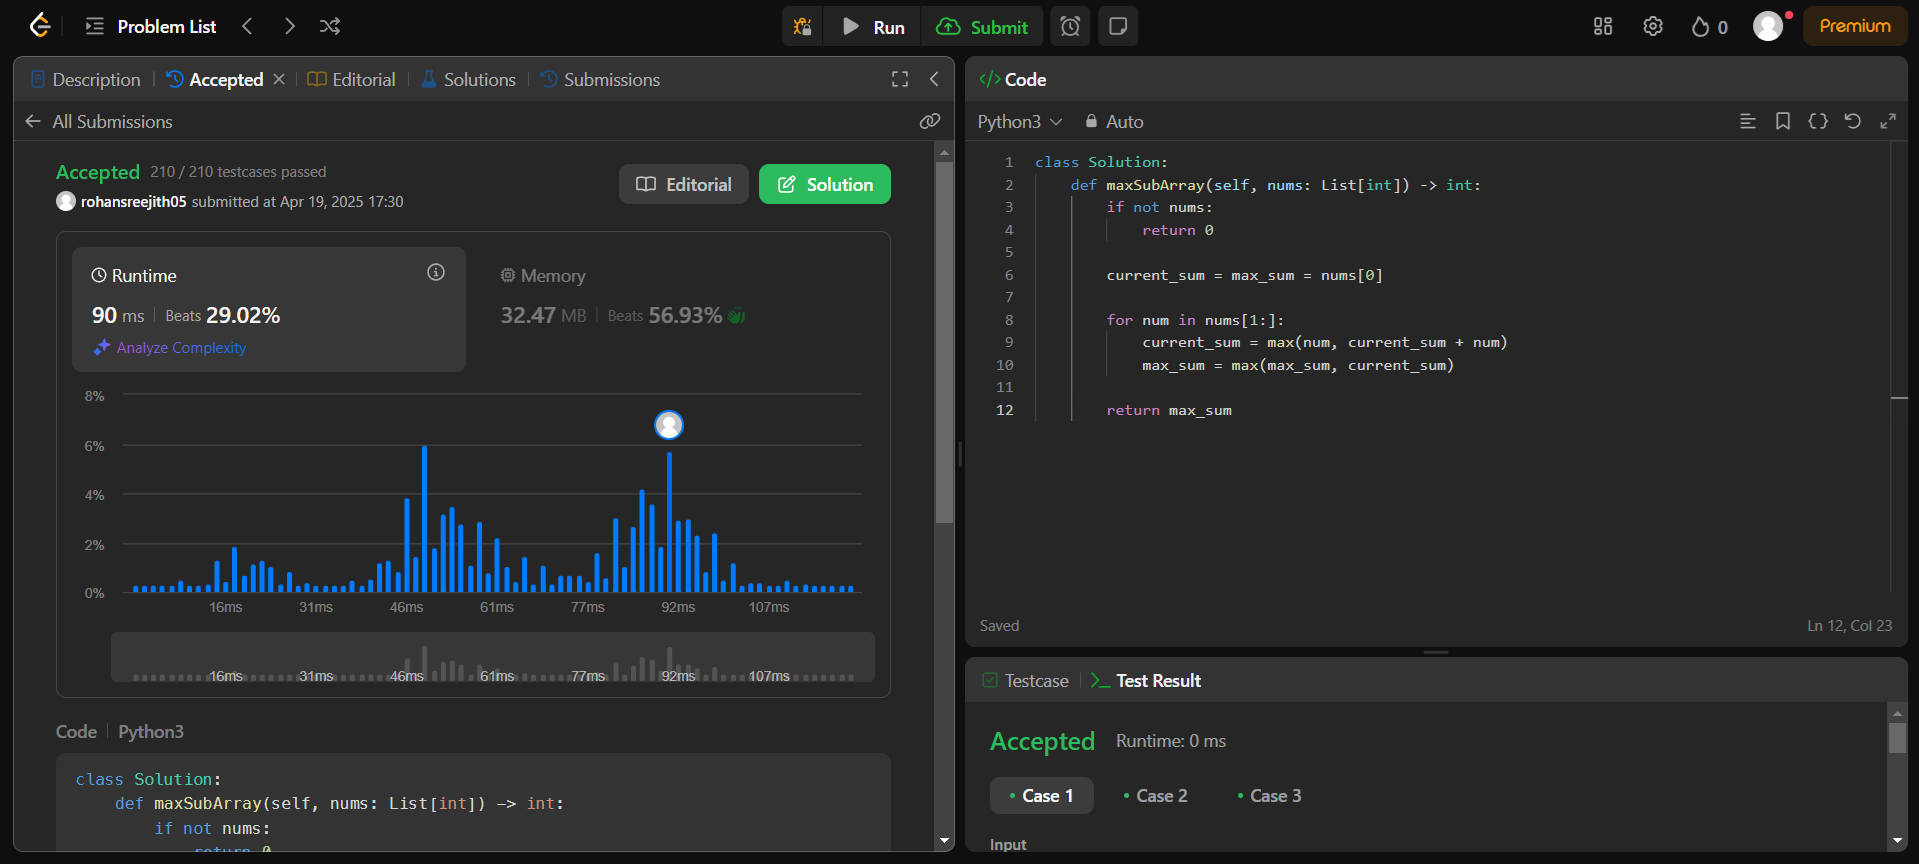 Problem List
Run
Submit
0
Premium
Description
Accepted
Editorial
Solutions
Submissions
All Submissions
Accepted 210 / 210 testcases passed
rohansreejith05 submitted at Apr 19, 2025 17:30
Editorial
Solution
Runtime
90 ms Beats 29.02%
Analyze Complexity
Memory
32.47 MB Beats 56.93%
8%
6%
4%
2%
0%
16ms 31ms 46ms 61ms 77ms 92ms 107ms
16ms 31ms 46ms 61ms 77ms 92ms 107ms
Code Python3
class Solution:
def maxSubArray(self, nums: List[int]) -> int:
if not nums:
return 0
</> Code
Python3 Auto
1 class Solution:
2 def maxSubArray(self, nums: List[int]) -> int:
3 if not nums:
4 return 0
5
6 current_sum = max_sum = nums[0]
7
8 for num in nums[1:]:
9 current_sum = max(num, current_sum + num)
10 max_sum = max(max_sum, current_sum)
11
12 return max_sum
Saved
Ln 12, Col 23
Testcase
Test Result
Accepted Runtime: 0 ms
Case 1
Case 2
Case 3
Input